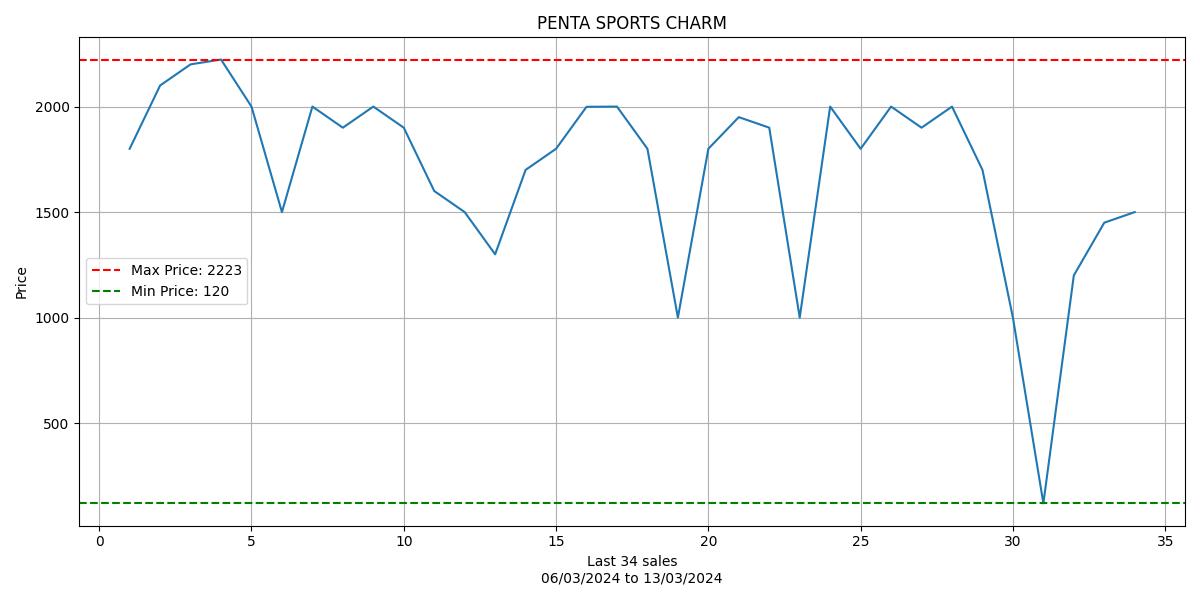 PENTA SPORTS CHARM
Price
2000
1500
1000
500
Max Price: 2223
Min Price: 120
0 5 10 15 20 25 30 35
Last 34 sales
06/03/2024 to 13/03/2024